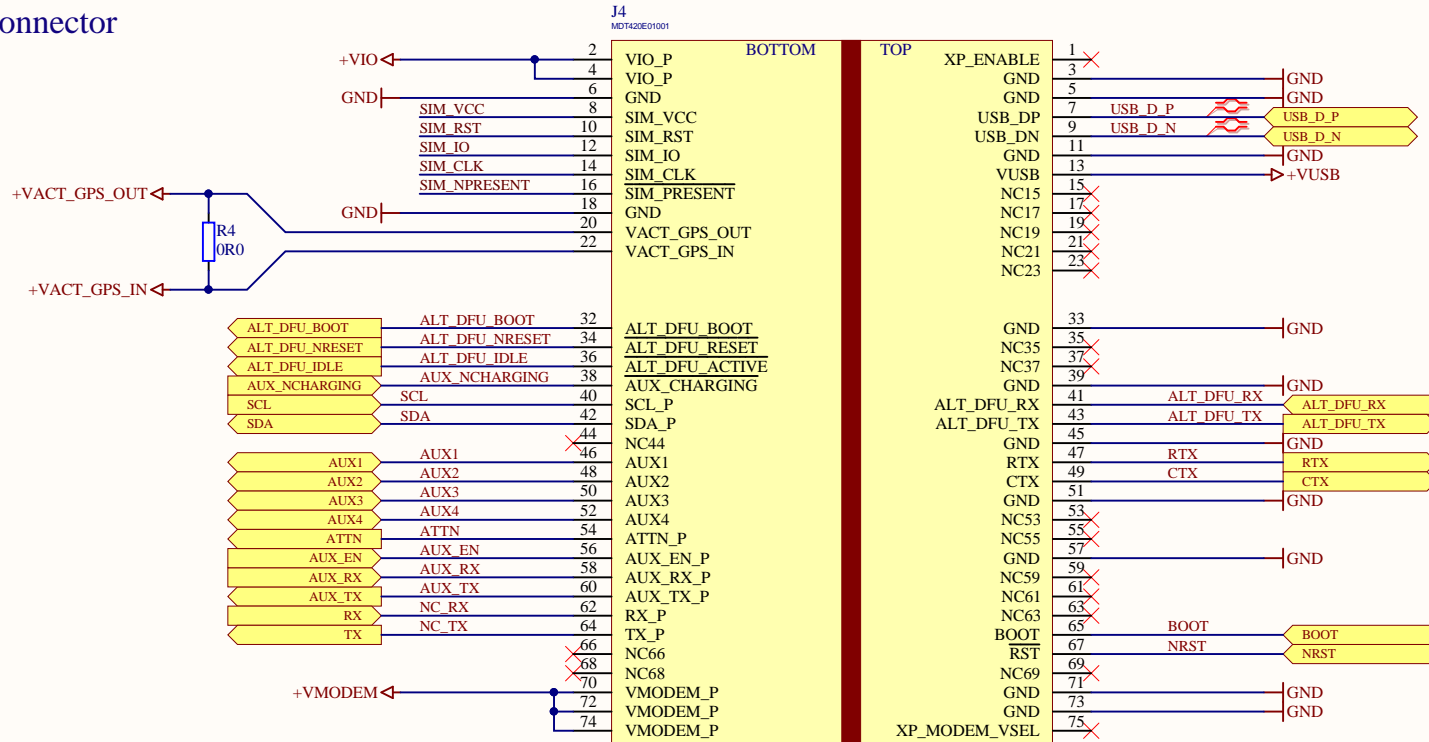 onnector
J4
MDT420E01001
BOTTOM TOP
+VIO 2 VIO_P XP_ENABLE 1
4 VIO_P GND 3 GND
GND 6 GND GND 5 GND
SIM_VCC 8 SIM_VCC USB_DP 7 USB_D_P USB_D_P
SIM_RST 10 SIM_RST USB_DN 9 USB_D_N USB_D_N
SIM_IO 12 SIM_IO GND 11 GND
SIM_CLK 14 SIM_CLK VUSB 13 +VUSB
SIM_NPRESENT 16 SIM_PRESENT NC15 15
+VACT_GPS_OUT
GND 18 GND NC17 17
R4
0R0
20 VACT_GPS_OUT NC19 19
22 VACT_GPS_IN NC21 21
NC23 23
+VACT_GPS_IN
ALT_DFU_BOOT ALT_DFU_BOOT 32 ALT_DFU_BOOT GND 33 GND
ALT_DFU_NRESET ALT_DFU_NRESET 34 ALT_DFU_RESET NC35 35
ALT_DFU_IDLE ALT_DFU_IDLE 36 ALT_DFU_ACTIVE NC37 37
AUX_NCHARGING AUX_NCHARGING 38 AUX_CHARGING GND 39 GND
SCL SCL 40 SCL_P ALT_DFU_RX 41 ALT_DFU_RX ALT_DFU_RX
SDA SDA 42 SDA_P ALT_DFU_TX 43 ALT_DFU_TX ALT_DFU_TX
44 NC44 GND 45 GND
AUX1 AUX1 46 AUX1 RTX 47 RTX RTX
AUX2 AUX2 48 AUX2 CTX 49 CTX CTX
AUX3 AUX3 50 AUX3 GND 51 GND
AUX4 AUX4 52 AUX4 NC53 53
ATTN ATTN 54 ATTN_P NC55 55
AUX_EN AUX_EN 56 AUX_EN_P GND 57 GND
AUX_RX AUX_RX 58 AUX_RX_P NC59 59
AUX_TX AUX_TX 60 AUX_TX_P NC61 61
RX NC_RX 62 RX_P NC63 63
TX NC_TX 64 TX_P BOOT 65 BOOT BOOT
66 NC66 RST 67 NRST NRST
68 NC68 NC69 69
+VMODEM 70 VMODEM_P GND 71 GND
72 VMODEM_P GND 73 GND
74 VMODEM_P XP_MODEM_VSEL 75